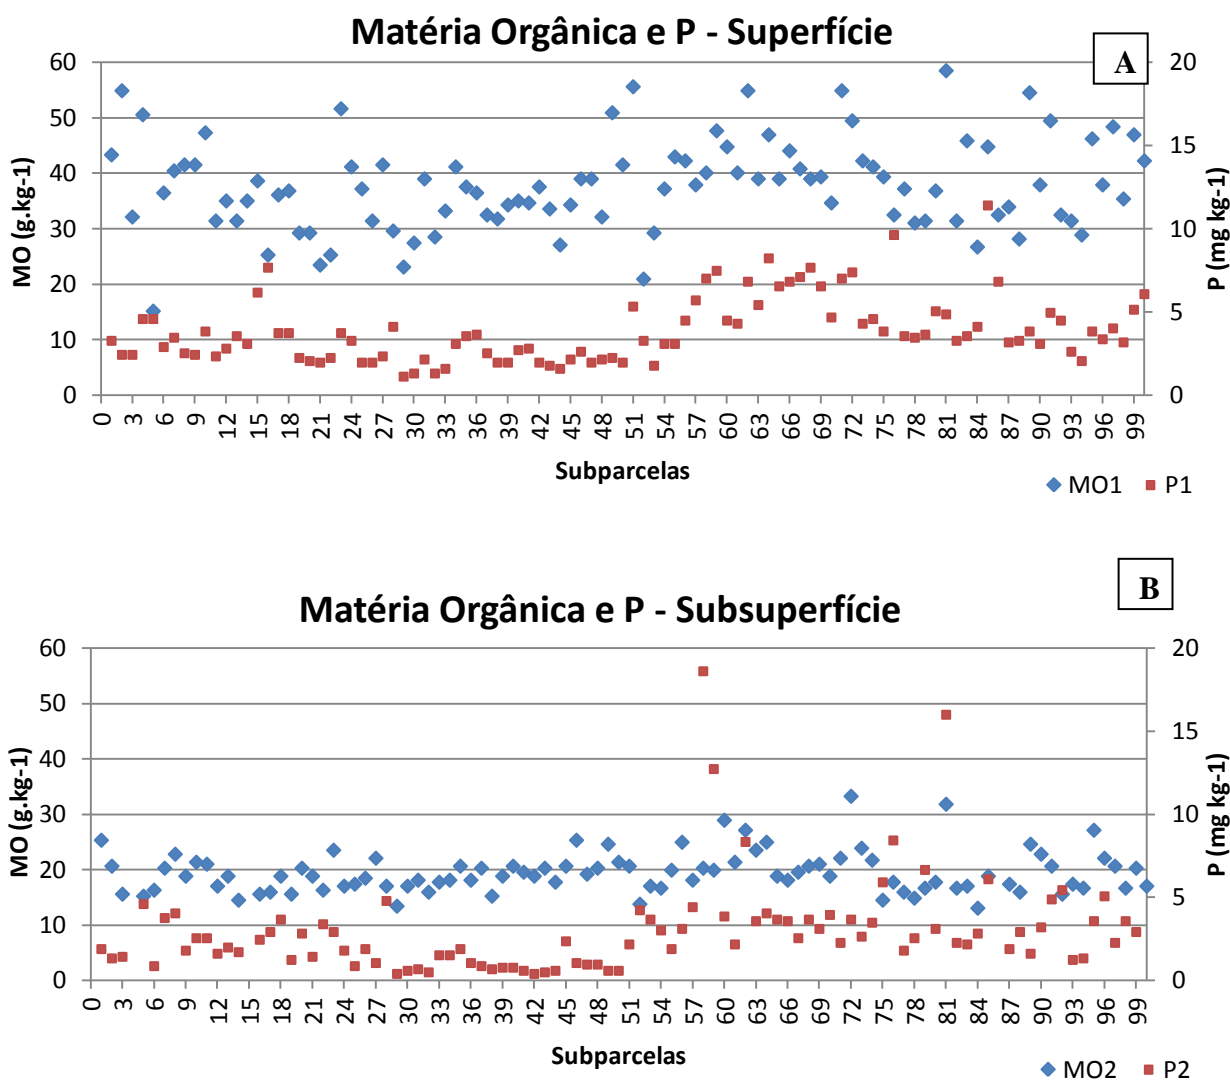 Matéria Orgânica e P - Superfície
A
60
50
40
30
20
10
0
MO (g.kg-1)
20
15
10
5
0
P (mg kg-1)
0 3 6 9 12 15 18 21 24 27 30 33 36 39 42 45 48 51 54 57 60 63 66 69 72 75 78 81 84 87 90 93 96 99
Subparcelas
MO1 P1
B
Matéria Orgânica e P - Subsuperfície
60
50
40
30
20
10
0
MO (g.kg-1)
20
15
10
5
0
P (mg kg-1)
0 3 6 9 12 15 18 21 24 27 30 33 36 39 42 45 48 51 54 57 60 63 66 69 72 75 78 81 84 87 90 93 96 99
Subparcelas
MO2 P2